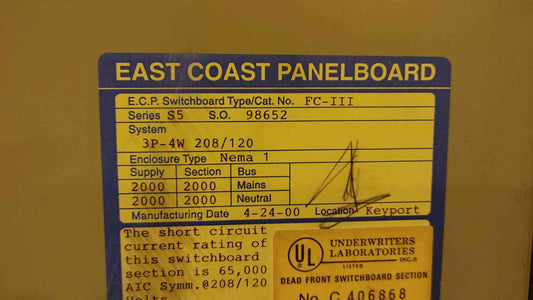 EAST COAST PANELBOARD
E.C.P. Switchboard Type/Cat. No. FC-III
Series S5 S.O. 98652
System
3P-4W 208/120
Enclosure Type Nema 1
Supply Section Bus
2000 2000 Mains
2000 2000 Neutral
Manufacturing Date 4-24-00 Location Keyport
The short circuit
current rating of
this switchboard
section is 65,000
AIC Symm.@208/120
Volts
UL
UNDERWRITERS
LABORATORIES
INC.®
LISTED
DEAD FRONT SWITCHBOARD SECTION
No. C 406868